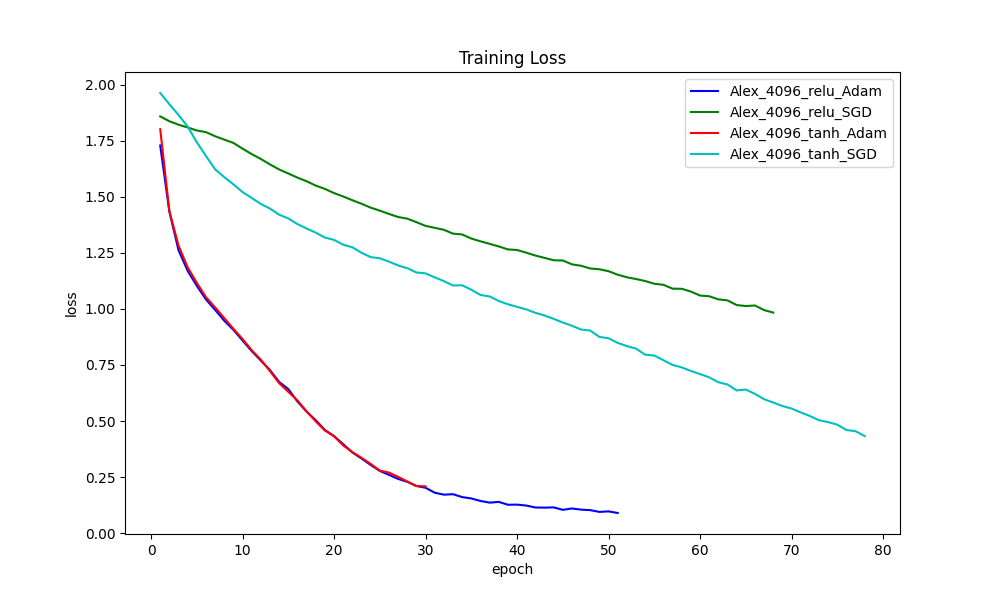 Training Loss
Alex_4096_relu_Adam
Alex_4096_relu_SGD
Alex_4096_tanh_Adam
Alex_4096_tanh_SGD
2.00
1.75
1.50
1.25
1.00
0.75
0.50
0.25
0.00
loss
0 10 20 30 40 50 60 70 80
epoch